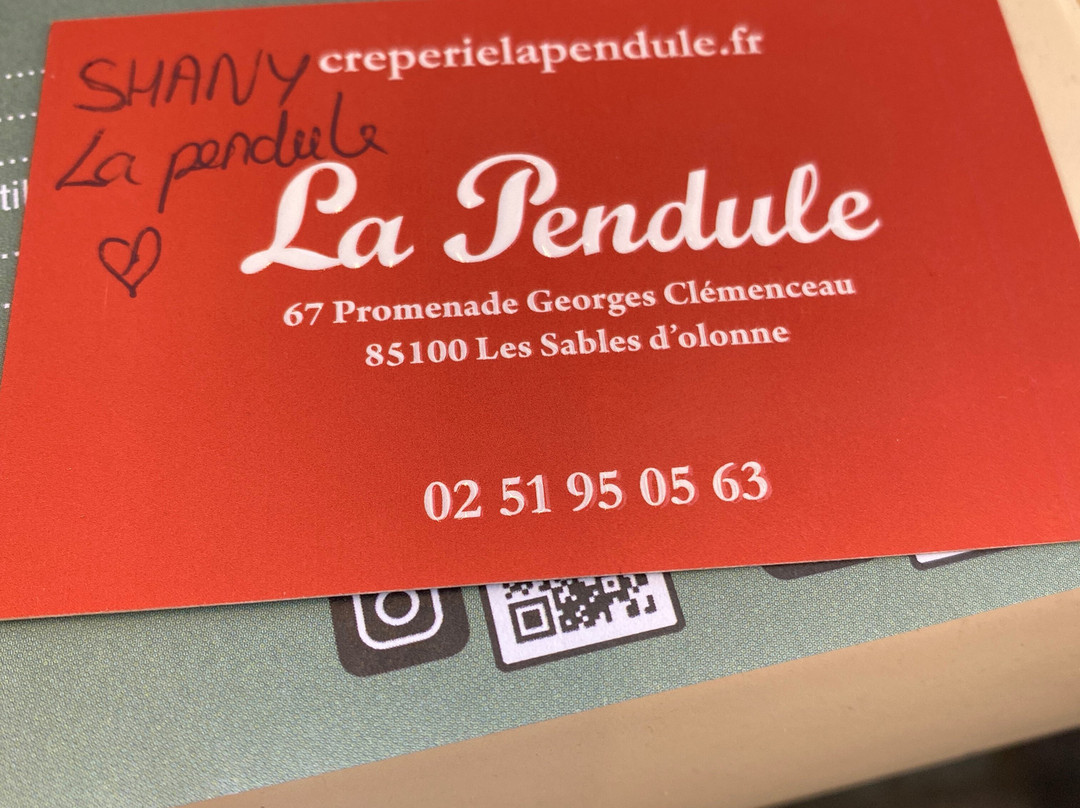 creperielapendule.fr
SHANY
La pendule
La Pendule
67 Promenade Georges Clémenceau
85100 Les Sables d'olonne
02 51 95 05 63